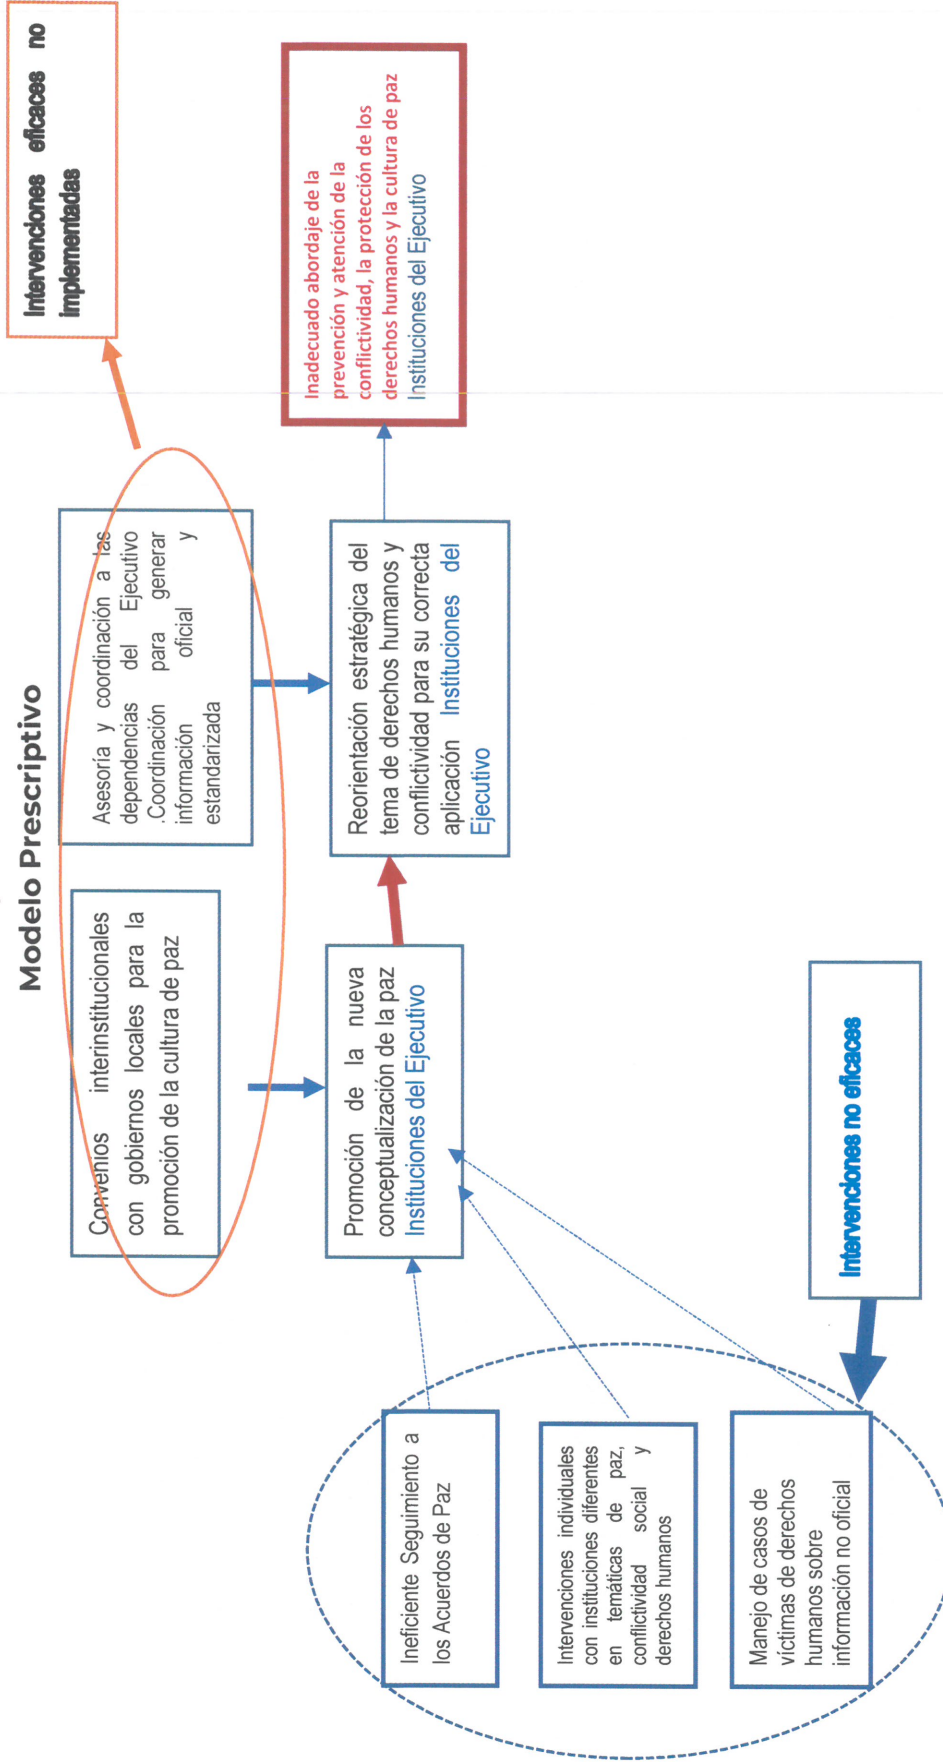 Modelo Prescriptivo
Intervenciones eficaces no
implementadas
Convenios interinstitucionales
con gobiernos locales para la
promoción de la cultura de paz
Asesoría y coordinación a las
dependencias del Ejecutivo
.Coordinación para generar
información oficial y
estandarizada
Promoción de la nueva
conceptualización de la paz
Instituciones del Ejecutivo
Reorientación estratégica del
tema de derechos humanos y
conflictividad para su correcta
aplicación Instituciones del
Ejecutivo
Inadecuado abordaje de la
prevención y atención de la
conflictividad, la protección de los
derechos humanos y la cultura de paz
Instituciones del Ejecutivo
Ineficiente Seguimiento a
los Acuerdos de Paz
Intervenciones individuales
con instituciones diferentes
en temáticas de paz,
conflictividad social y
derechos humanos
Manejo de casos de
víctimas de derechos
humanos sobre
información no oficial
Intervenciones no eficaces